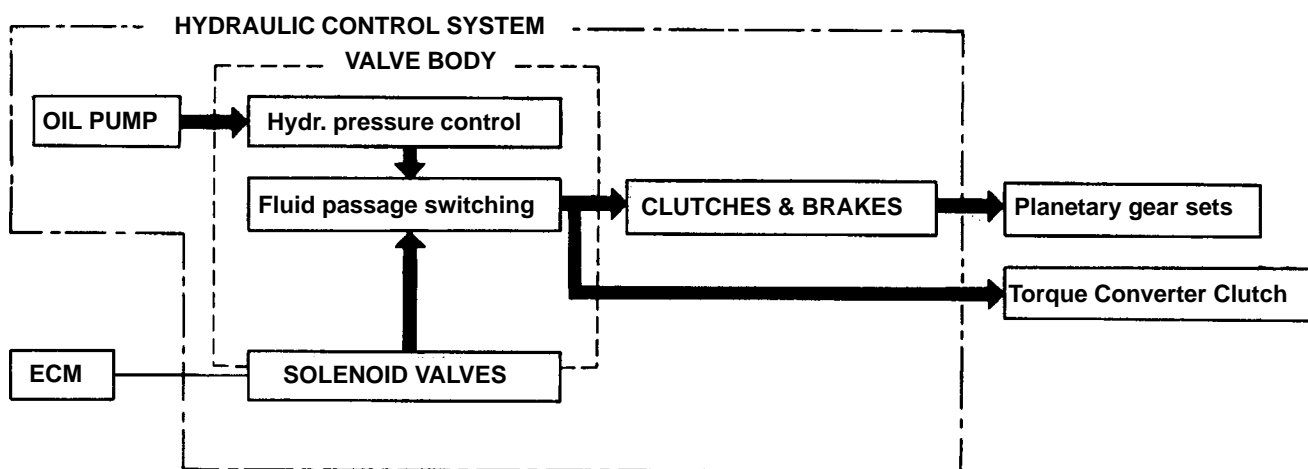 HYDRAULIC CONTROL SYSTEM
VALVE BODY
OIL PUMP
Hydr. pressure control
Fluid passage switching
CLUTCHES & BRAKES
Planetary gear sets
Torque Converter Clutch
ECM
SOLENOID VALVES